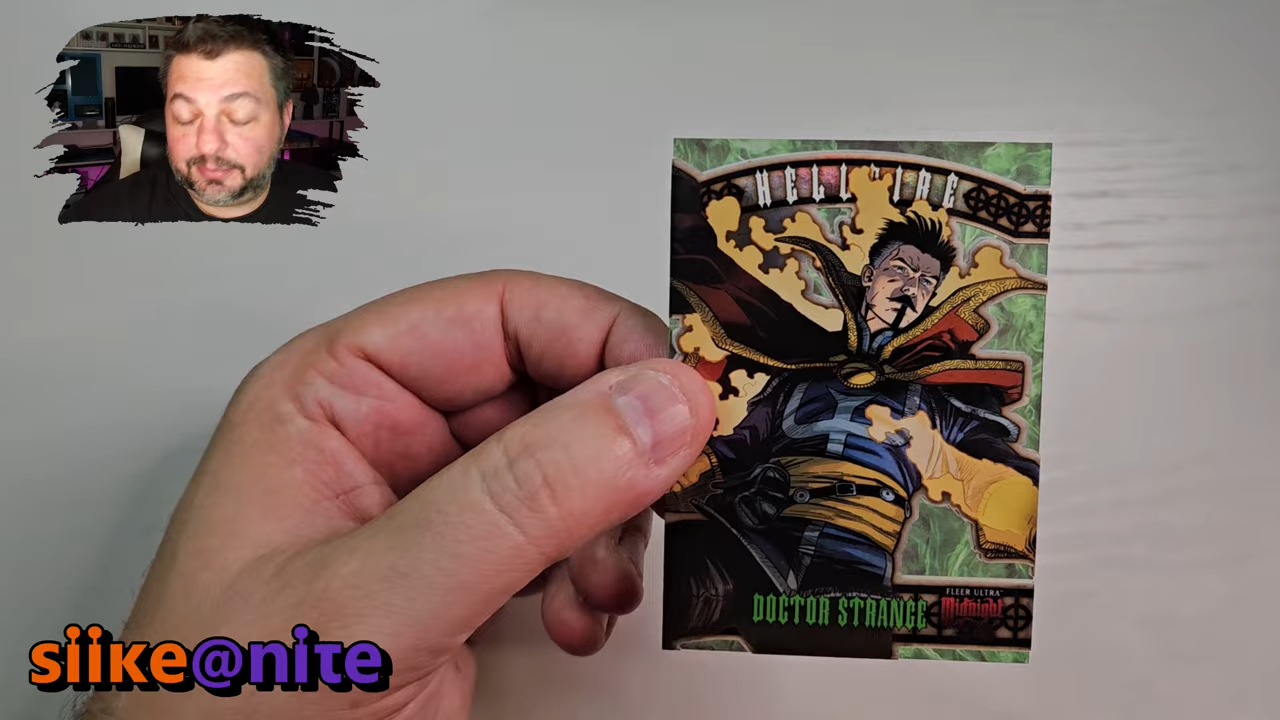 HELLFIRE
DOCTOR STRANGE
FLEER ULTRA
Midnight
siike@nite